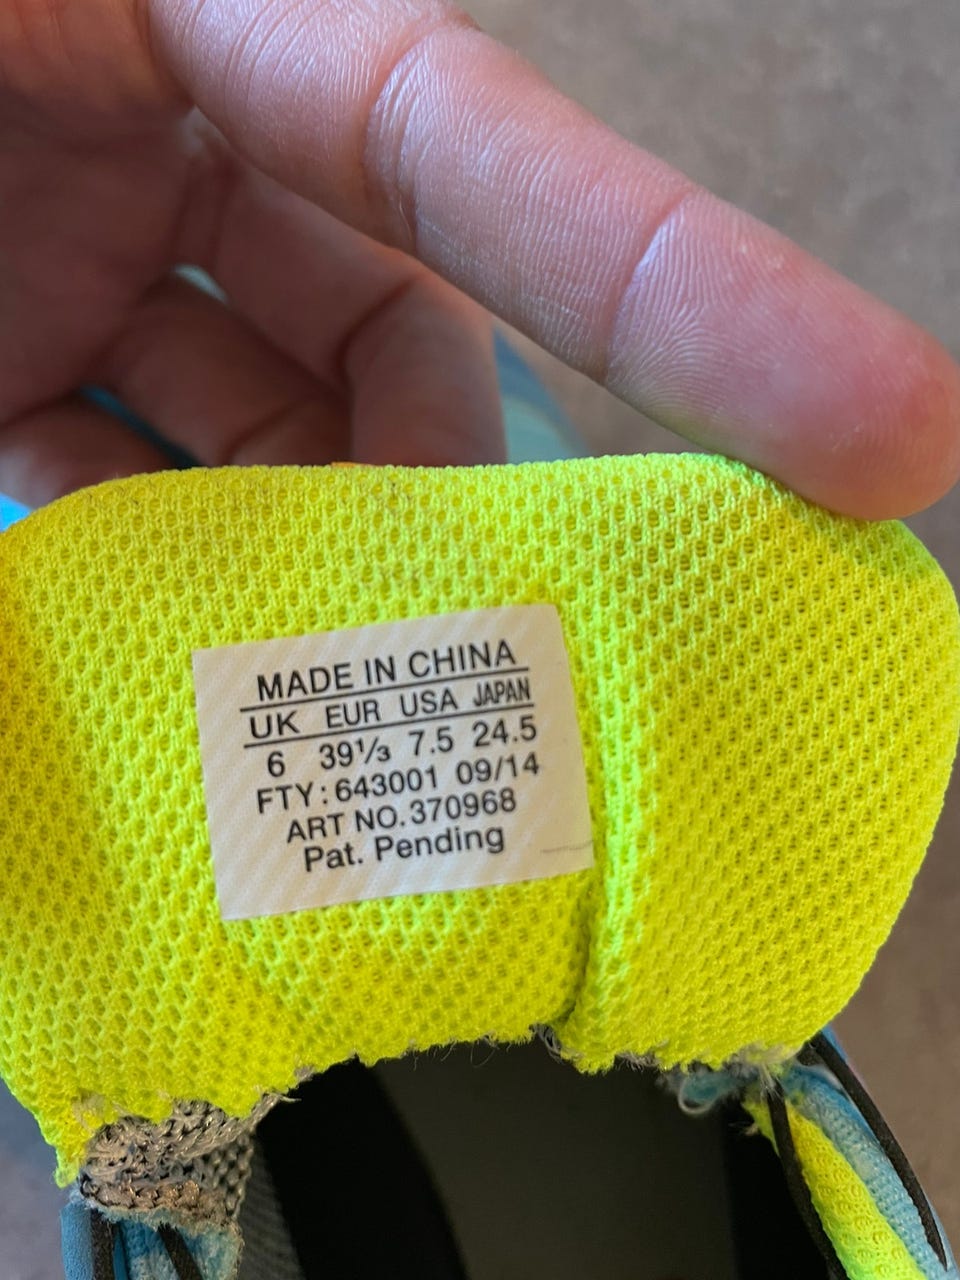 MADE IN CHINA
UK EUR USA JAPAN
6 39⅓ 7.5 24.5
FTY: 643001 09/14
ART NO. 370968
Pat. Pending